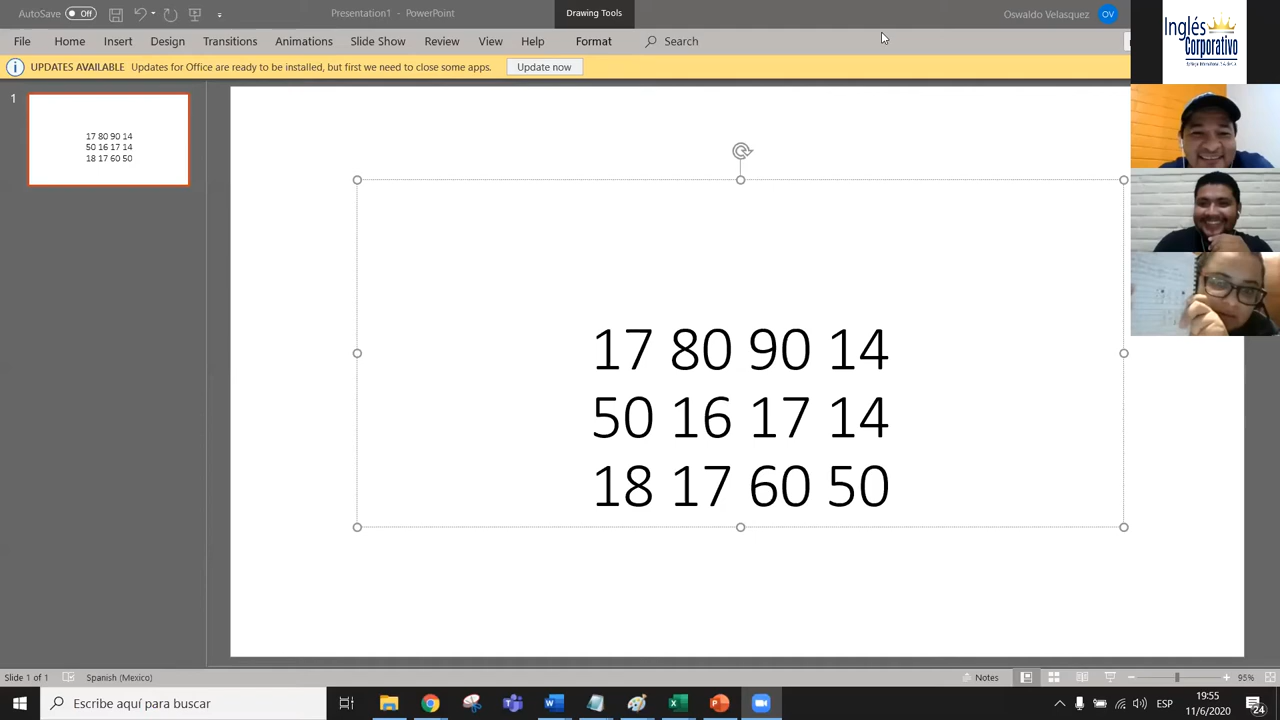 AutoSave Off Presentation1 - PowerPoint Drawing Tools Oswaldo Velasquez OV
File Home Insert Design Transitions Animations Slide Show Review View Help Format Search
UPDATES AVAILABLE Updates for Office are ready to be installed, but first we need to close some apps. Update now
1
17 80 90 14
50 16 17 14
18 17 60 50
17 80 90 14
50 16 17 14
18 17 60 50
Inglés
Corporativo
Slide 1 of 1 Spanish (Mexico) Notes 95%
Escribe aquí para buscar ESP 19:55
11/6/2020 24